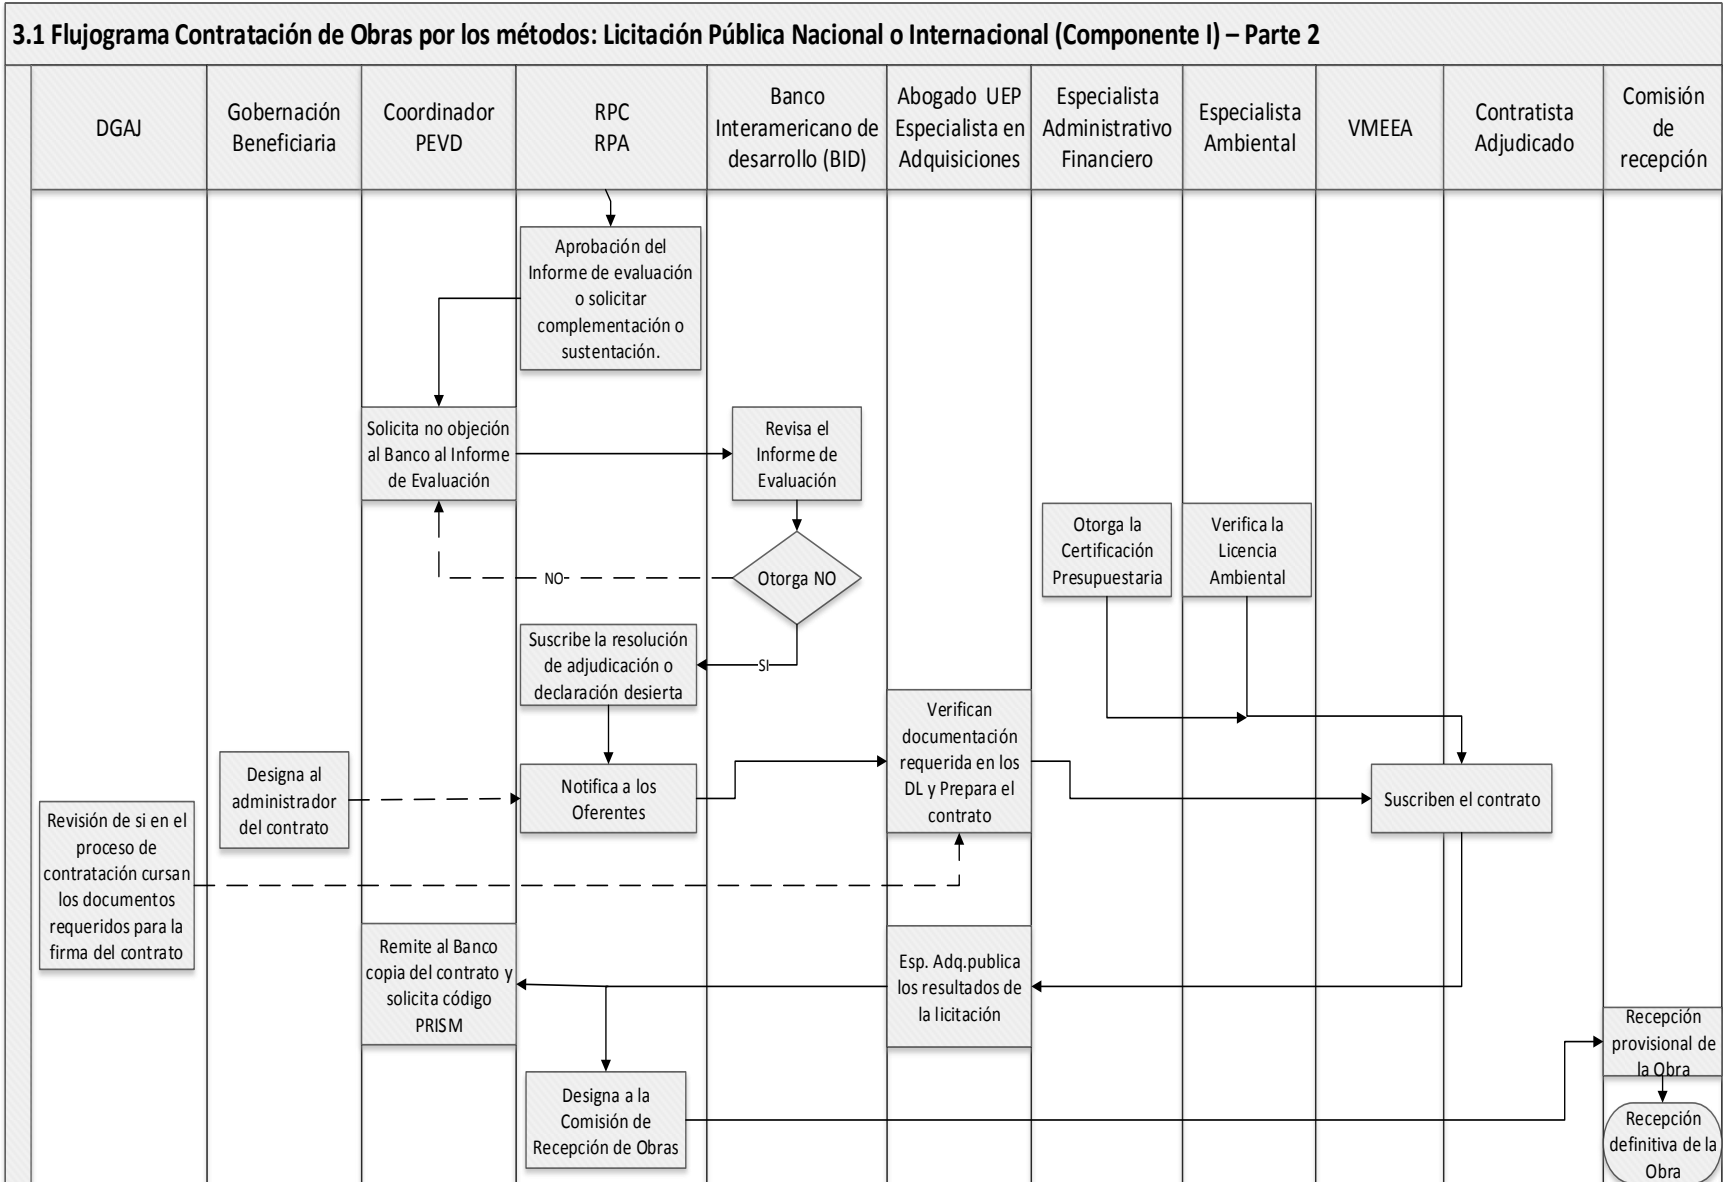 3.1 Flujograma Contratación de Obras por los métodos: Licitación Pública Nacional o Internacional (Componente I) – Parte 2
DGAJ
Gobernación
Beneficiaria
Coordinador
PEVD
RPC
RPA
Banco
Interamericano de
desarrollo (BID)
Abogado UEP
Especialista en
Adquisiciones
Especialista
Administrativo
Financiero
Especialista
Ambiental
VMEEA
Contratista
Adjudicado
Comisión
de
recepción
Aprobación del
Informe de evaluación
o solicitar
complementación o
sustentación.
Solicita no objeción
al Banco al Informe
de Evaluación
Revisa el
Informe de
Evaluación
Otorga la
Certificación
Presupuestaria
Verifica la
Licencia
Ambiental
NO
Otorga NO
Suscribe la resolución
de adjudicación o
declaración desierta
SI
Verifican
documentación
requerida en los
DL y Prepara el
contrato
Designa al
administrador
del contrato
Notifica a los
Oferentes
Suscriben el contrato
Revisión de si en el
proceso de
contratación cursan
los documentos
requeridos para la
firma del contrato
Remite al Banco
copia del contrato y
solicita código
PRISM
Esp. Adq.publica
los resultados de
la licitación
Recepción
provisional de
la Obra
Designa a la
Comisión de
Recepción de Obras
Recepción
definitiva de la
Obra